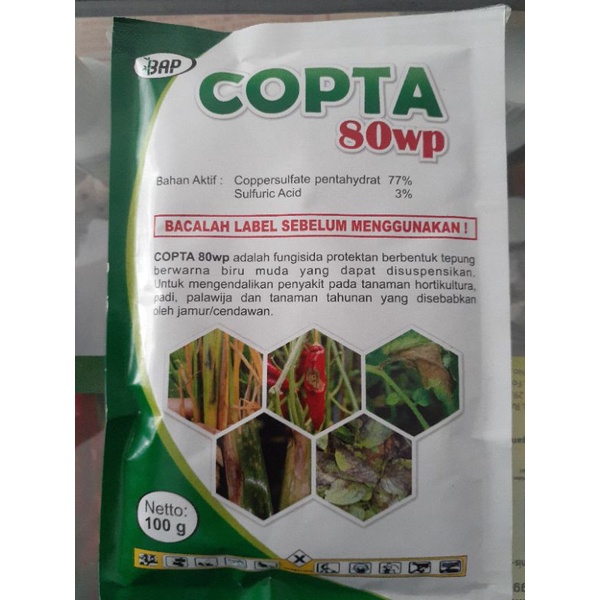 BAP
COPTA
80wp
Bahan Aktif : Coppersulfate pentahydrat 77%
Sulfuric Acid 3%
BACALAH LABEL SEBELUM MENGGUNAKAN !
COPTA 80wp adalah fungisida protektan berbentuk tepung
berwarna biru muda yang dapat disuspensikan.
Untuk mengendalikan penyakit pada tanaman hortikultura,
padi, palawija dan tanaman tahunan yang disebabkan
oleh jamur/cendawan.
Netto:
100 g